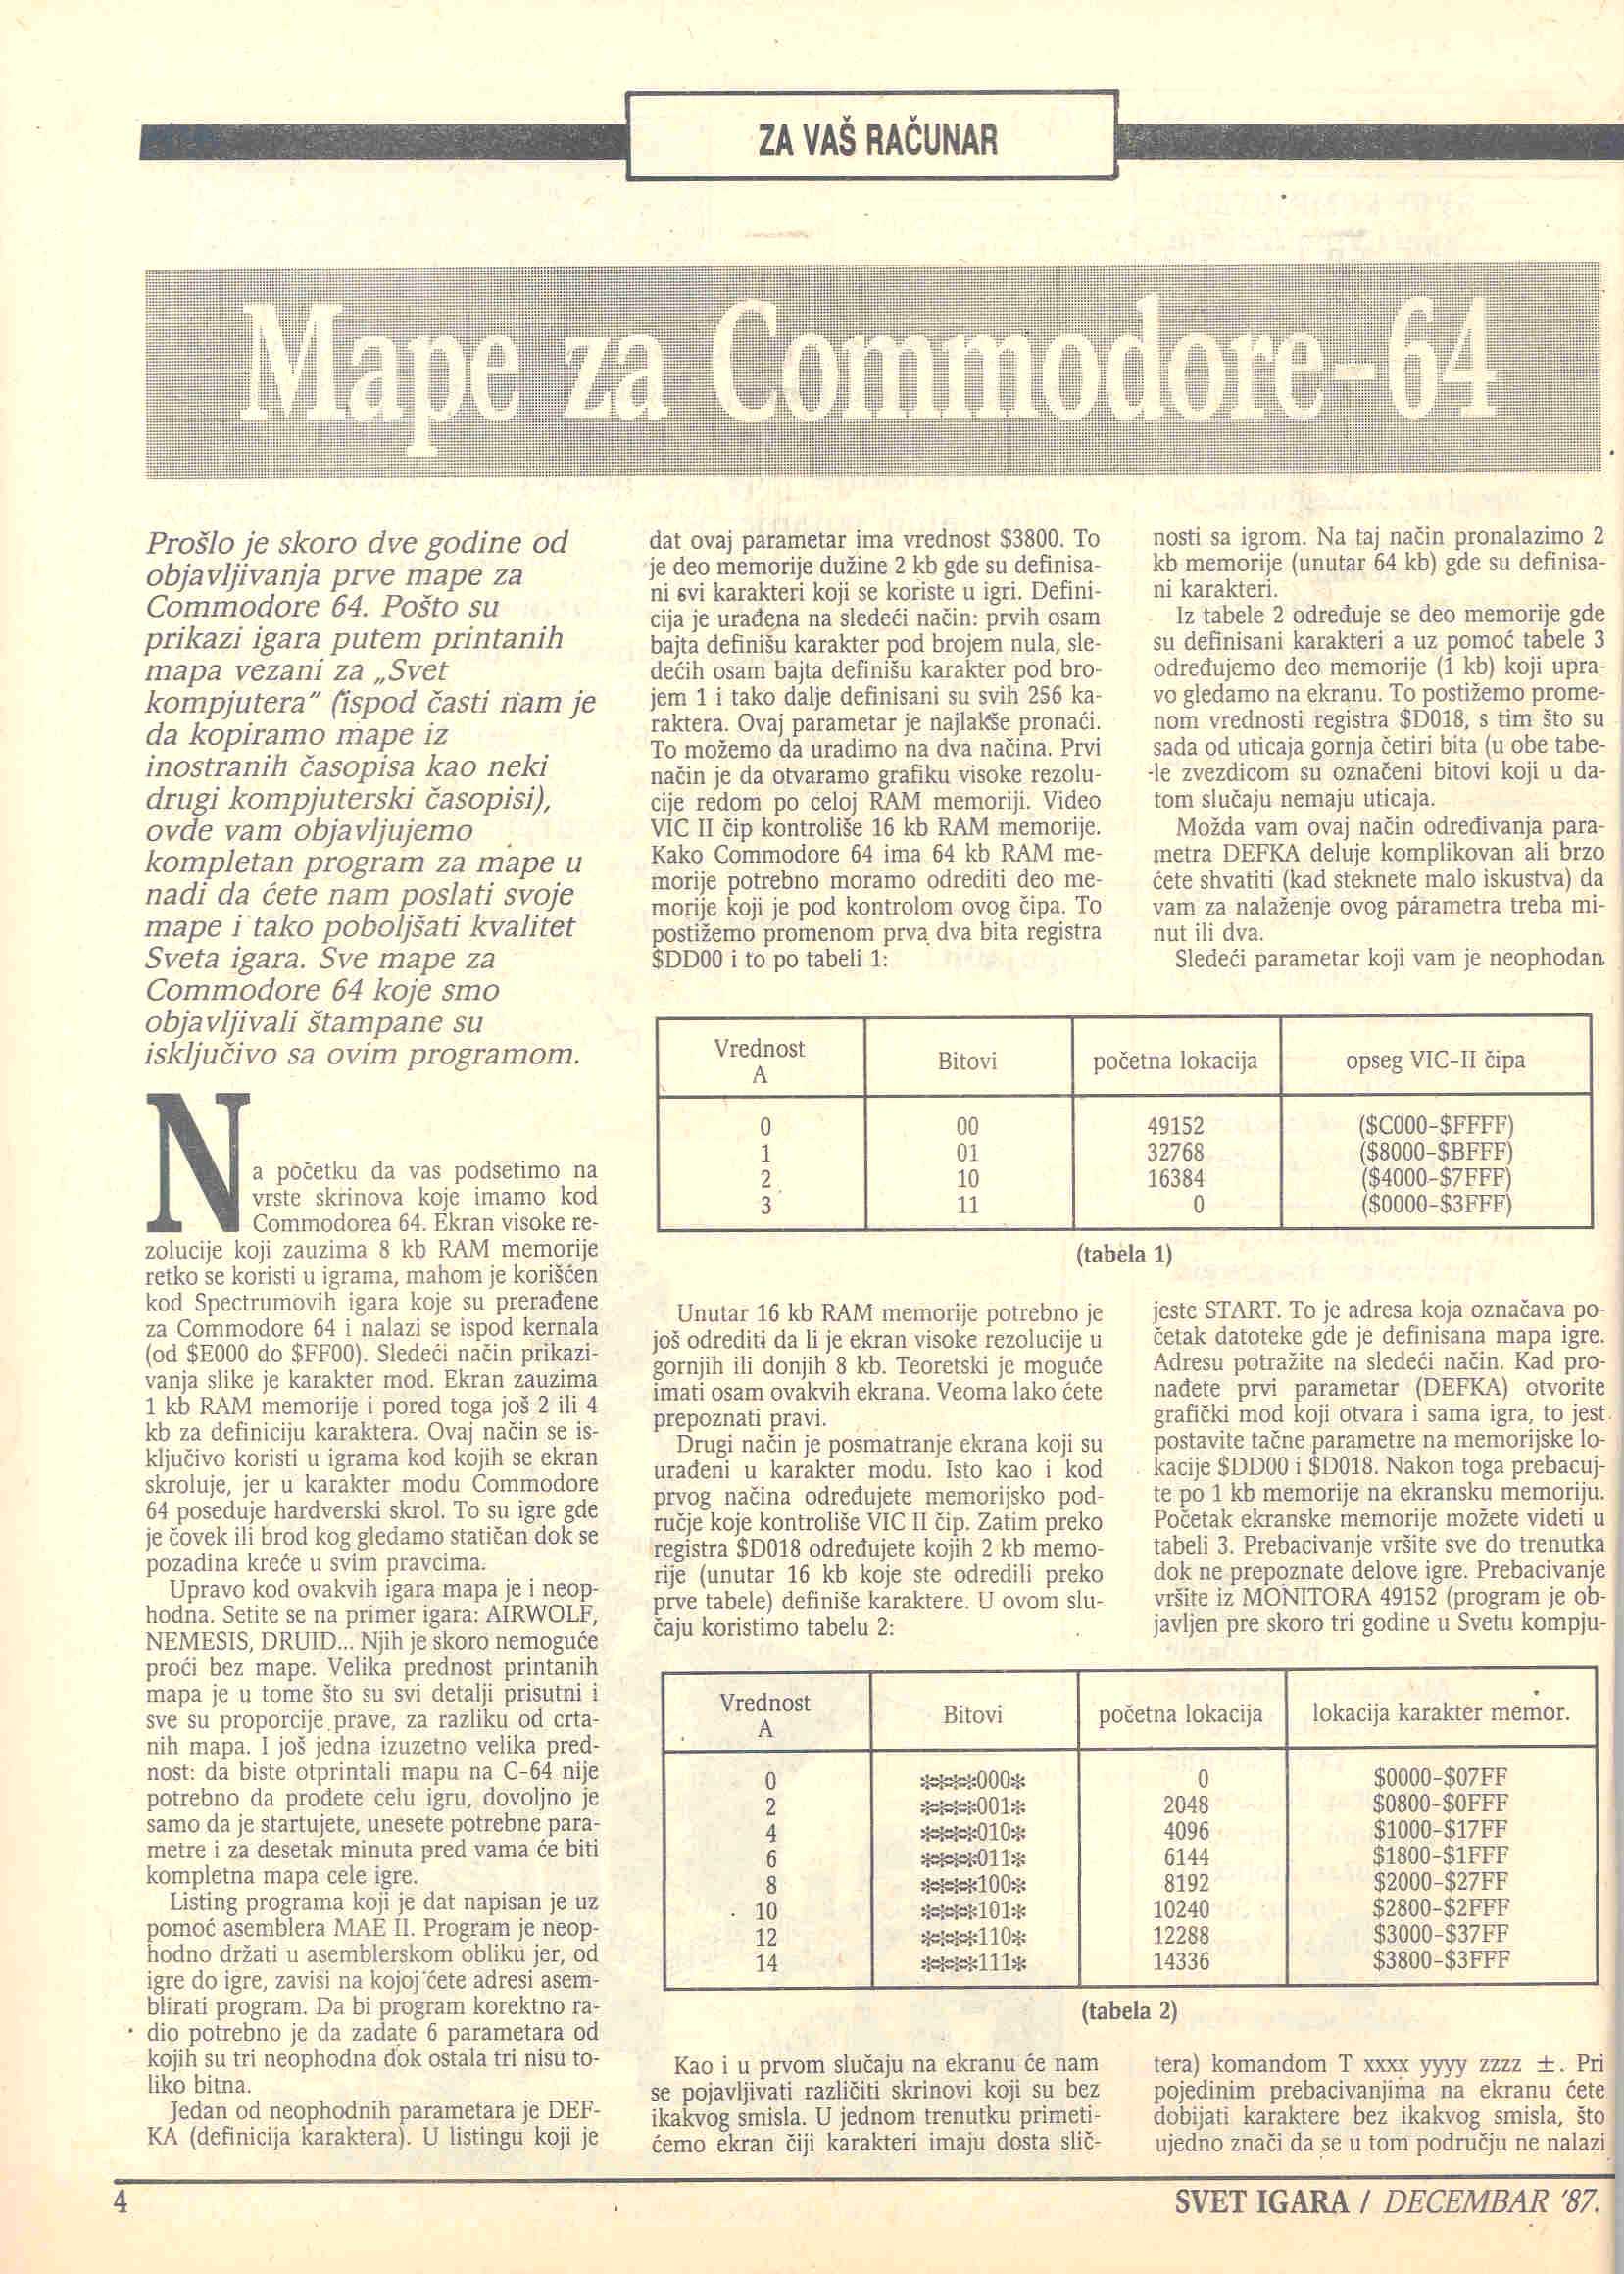 ZA VAŠ RAČUNAR
Mape za Commodore-64
Prošlo je skoro dve godine od
objavljivanja prve mape za
Commodore 64. Pošto su
prikazi igara putem printanih
mapa vezani za „Svet
kompjutera" (ispod časti nam je
da kopiramo mape iz
inostranih časopisa kao neki
drugi kompjuterski časopisi),
ovde vam objavljujemo
kompletan program za mape u
nadi da ćete nam poslati svoje
mape i tako poboljšati kvalitet
Sveta igara. Sve mape za
Commodore 64 koje smo
objavljivali štampane su
isključivo sa ovim programom.
Na početku da vas podsetimo na
vrste skrinova koje imamo kod
Commodorea 64. Ekran visoke re-
zolucije koji zauzima 8 kb RAM memorije
retko se koristi u igrama, mahom je korišćen
kod Spectrumovih igara koje su prerađene
za Commodore 64 i nalazi se ispod kernala
(od $E000 do $FF00). Sledeći način prikazi-
vanja slike je karakter mod. Ekran zauzima
1 kb RAM memorije i pored toga još 2 ili 4
kb za definiciju karaktera. Ovaj način se is-
ključivo koristi u igrama kod kojih se ekran
skroluje, jer u karakter modu Commodore
64 poseduje hardverski skrol. To su igre gde
je čovek ili brod kog gledamo statičan dok se
pozadina kreće u svim pravcima.
Upravo kod ovakvih igara mapa je i neop-
hodna. Setite se na primer igara: AIRWOLF,
NEMESIS, DRUID... Njih je skoro nemoguće
proći bez mape. Velika prednost printanih
mapa je u tome što su svi detalji prisutni i
sve su proporcije prave, za razliku od crta-
nih mapa. I još jedna izuzetno velika pred-
nost: da biste otprintali mapu na C-64 nije
potrebno da prođete celu igru, dovoljno je
samo da je startujete, unesete potrebne para-
metre i za desetak minuta pred vama će biti
kompletna mapa cele igre.
Listing programa koji je dat napisan je uz
pomoć asemblera MAE II. Program je neop-
hodno držati u asemblerskom obliku jer, od
igre do igre, zavisi na kojoj ćete adresi asem-
blirati program. Da bi program korektno ra-
dio potrebno je da zadate 6 parametara od
kojih su tri neophodna dok ostala tri nisu to-
liko bitna.
Jedan od neophodnih parametara je DEF-
KA (definicija karaktera). U listingu koji je
dat ovaj parametar ima vrednost $3800. To
je deo memorije dužine 2 kb gde su definisa-
ni svi karakteri koji se koriste u igri. Defini-
cija je urađena na sledeći način: prvih osam
bajta definišu karakter pod brojem nula, sle-
dećih osam bajta definišu karakter pod bro-
jem 1 i tako dalje definisani su svih 256 ka-
raktera. Ovaj parametar je najlakše pronaći.
To možemo da uradimo na dva načina. Prvi
način je da otvaramo grafiku visoke rezolu-
cije redom po celoj RAM memoriji. Video
VIC II čip kontroliše 16 kb RAM memorije.
Kako Commodore 64 ima 64 kb RAM me-
morije potrebno moramo odrediti deo me-
morije koji je pod kontrolom ovog čipa. To
postižemo promenom prva dva bita registra
$DD00 i to po tabeli 1:
nosti sa igrom. Na taj način pronalazimo 2
kb memorije (unutar 64 kb) gde su definisa-
ni karakteri.
Iz tabele 2 određuje se deo memorije gde
su definisani karakteri a uz pomoć tabele 3
određujemo deo memorije (1 kb) koji upra-
vo gledamo na ekranu. To postižemo prome-
nom vrednosti registra $D018, s tim što su
sada od uticaja gornja četiri bita (u obe tabe-
-le zvezdicom su označeni bitovi koji u da-
tom slučaju nemaju uticaja.
Možda vam ovaj način određivanja para-
metra DEFKA deluje komplikovan ali brzo
ćete shvatiti (kad steknete malo iskustva) da
vam za nalaženje ovog parametra treba mi-
nut ili dva.
Sledeći parametar koji vam je neophodan
Vrednost A Bitovi početna lokacija opseg VIC-II čipa
0 00 49152 ($C000-$FFFF)
1 01 32768 ($8000-$BFFF)
2 10 16384 ($4000-$7FFF)
3 11 0 ($0000-$3FFF)
(tabela 1)
Unutar 16 kb RAM memorije potrebno je
još odrediti da li je ekran visoke rezolucije u
gornjih ili donjih 8 kb. Teoretski je moguće
imati osam ovakvih ekrana. Veoma lako ćete
prepoznati pravi.
Drugi način je posmatranje ekrana koji su
urađeni u karakter modu. Isto kao i kod
prvog načina određujete memorijsko pod-
ručje koje kontroliše VIC II čip. Zatim preko
registra $D018 određujete kojih 2 kb memo-
rije (unutar 16 kb koje ste odredili preko
prve tabele) definiše karaktere. U ovom slu-
čaju koristimo tabelu 2:
jeste START. To je adresa koja označava po-
četak datoteke gde je definisana mapa igre.
Adresu potražite na sledeći način. Kad pro-
nađete prvi parametar (DEFKA) otvorite
grafički mod koji otvara i sama igra, to jest
postavite tačne parametre na memorijske lo-
kacije $DD00 i $D018. Nakon toga prebacuj-
te po 1 kb memorije na ekransku memoriju.
Početak ekranske memorije možete videti u
tabeli 3. Prebacivanje vršite sve do trenutka
dok ne prepoznate delove igre. Prebacivanje
vršite iz MONITORA 49152 (program je ob-
javljen pre skoro tri godine u Svetu kompju-
Vrednost A Bitovi početna lokacija lokacija karakter memor.
0 ****000* 0 $0000-$07FF
2 ****001* 2048 $0800-$0FFF
4 ****010* 4096 $1000-$17FF
6 ****011* 6144 $1800-$1FFF
8 ****100* 8192 $2000-$27FF
10 ****101* 10240 $2800-$2FFF
12 ****110* 12288 $3000-$37FF
14 ****111* 14336 $3800-$3FFF
(tabela 2)
Kao i u prvom slučaju na ekranu će nam
se pojavljivati različiti skrinovi koji su bez
ikakvog smisla. U jednom trenutku primeti-
ćemo ekran čiji karakteri imaju dosta slič-
tera) komandom T xxxx yyyy zzzz ±. Pri
pojedinim prebacivanjima na ekranu ćete
dobijati karaktere bez ikakvog smisla, što
ujedno znači da se u tom području ne nalazi
4
SVET IGARA / DECEMBAR '87.